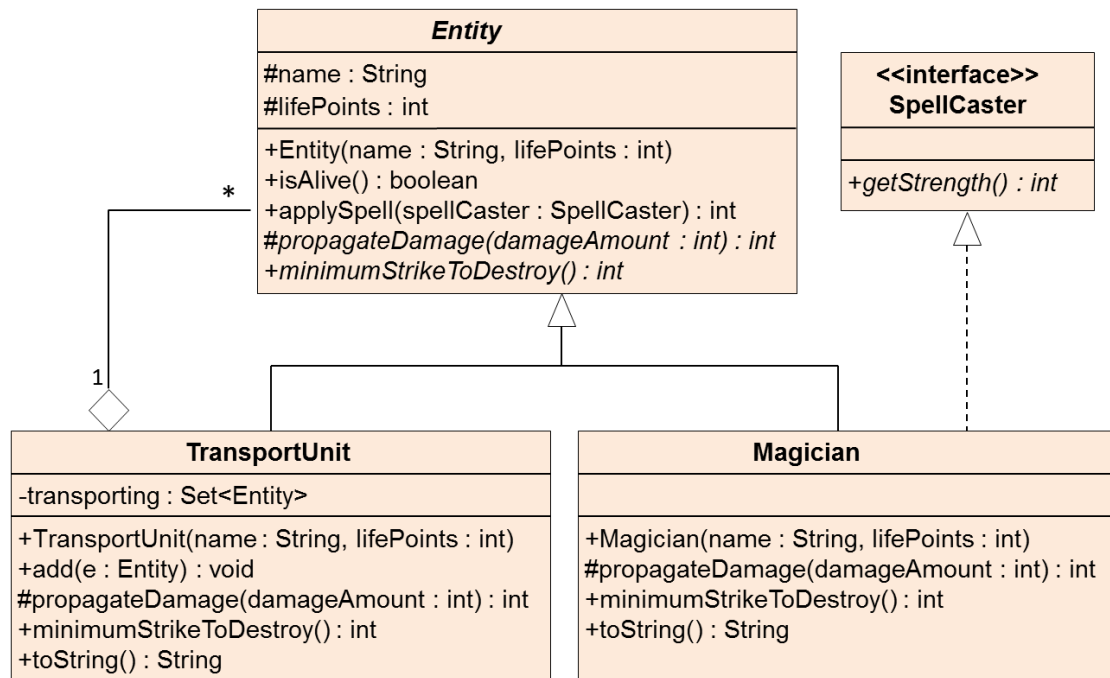 Entity
#name : String
#lifePoints : int
+Entity(name : String, lifePoints : int)
+isAlive() : boolean
+applySpell(spellCaster : SpellCaster) : int
#propagateDamage(damageAmount : int) : int
+minimumStrikeToDestroy() : int
<<interface>>
SpellCaster
+getStrength() : int
*
1
TransportUnit
-transporting : Set<Entity>
+TransportUnit(name : String, lifePoints : int)
+add(e : Entity) : void
#propagateDamage(damageAmount : int) : int
+minimumStrikeToDestroy() : int
+toString() : String
Magician
+Magician(name : String, lifePoints : int)
#propagateDamage(damageAmount : int) : int
+minimumStrikeToDestroy() : int
+toString() : String